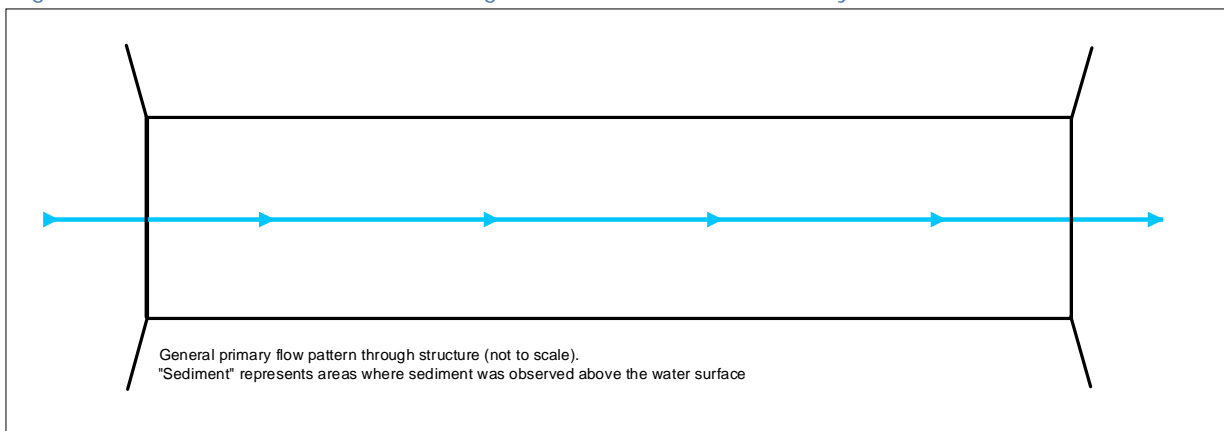 General primary flow pattern through structure (not to scale).
"Sediment" represents areas where sediment was observed above the water surface